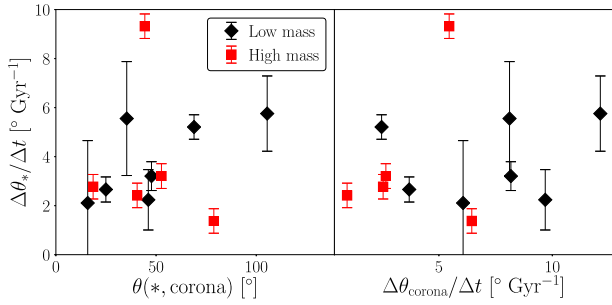 10
8
6
4
2
0
Δθ∗/Δt [° Gyr⁻¹]
Low mass
High mass
0 50 100
5 10
θ(∗, corona) [°]
Δθcorona/Δt [° Gyr⁻¹]